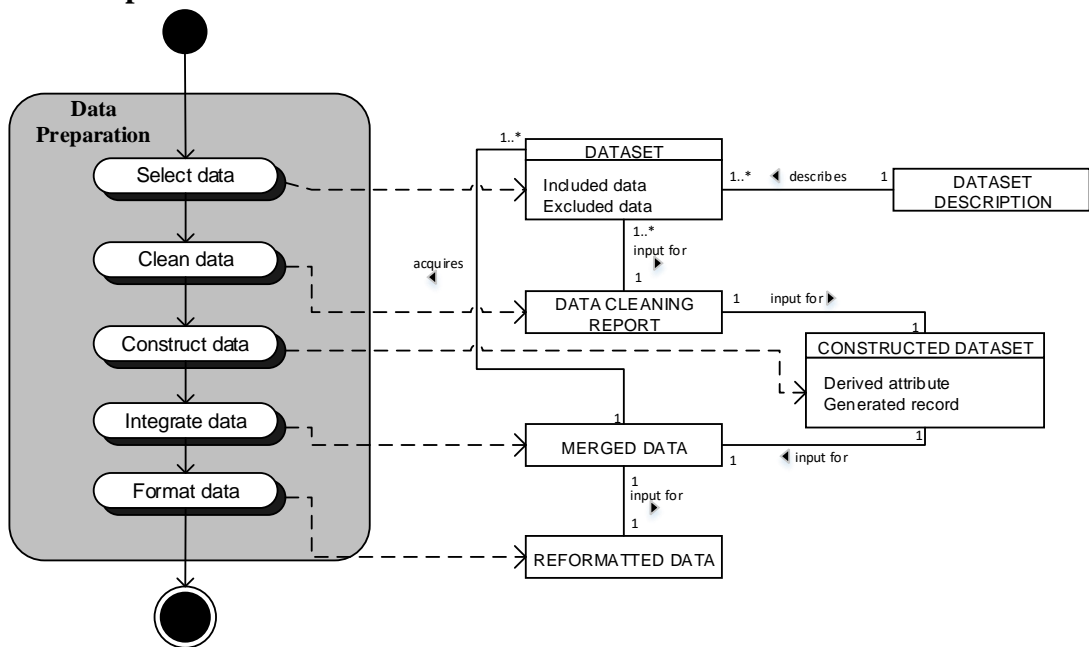 Data
Preparation
Select data
Clean data
Construct data
Integrate data
Format data
1..*
DATASET
Included data
Excluded data
1..*
describes
1
DATASET
DESCRIPTION
1..*
input for
1
acquires
DATA CLEANING
REPORT
1
input for
1
CONSTRUCTED DATASET
Derived attribute
Generated record
1
1
MERGED DATA
1
input for
1
input for
1
REFORMATTED DATA